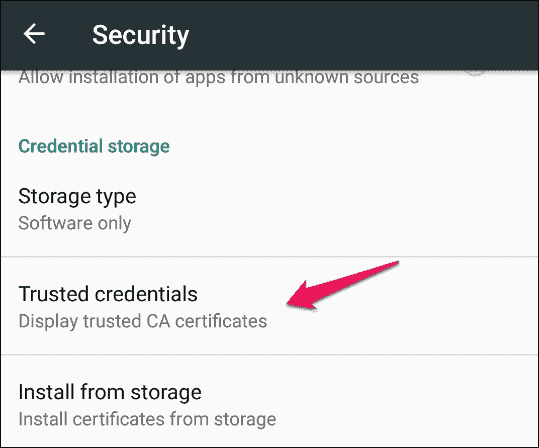 Security
Allow installation of apps from unknown sources
Credential storage
Storage type
Software only
Trusted credentials
Display trusted CA certificates
Install from storage
Install certificates from storage